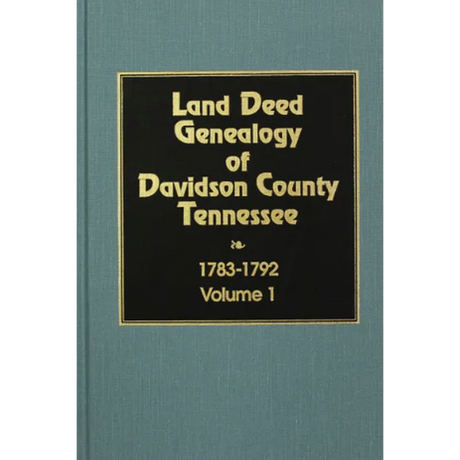 Land Deed
Genealogy
of
Davidson County
Tennessee
1783-1792
Volume 1